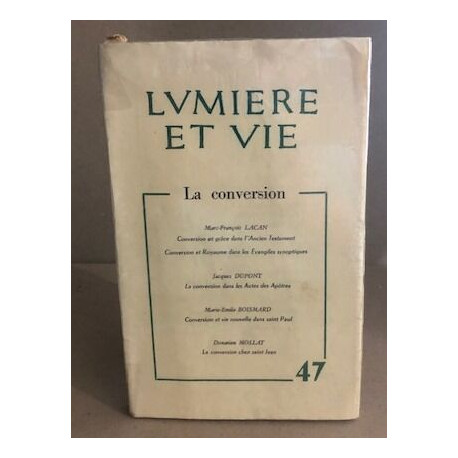 LVMIERE
ET VIE
La conversion
Marc-François LACAN
Conversion et grâce dans l'Ancien Testament
Conversion et Royaume dans les Evangiles synoptiques
Jacques DUPONT
La conversion dans les Actes des Apôtres
Marie-Emile BOISMARD
Conversion et vie nouvelle dans saint Paul
Donatien MOLLAT
La conversion chez saint Jean
47